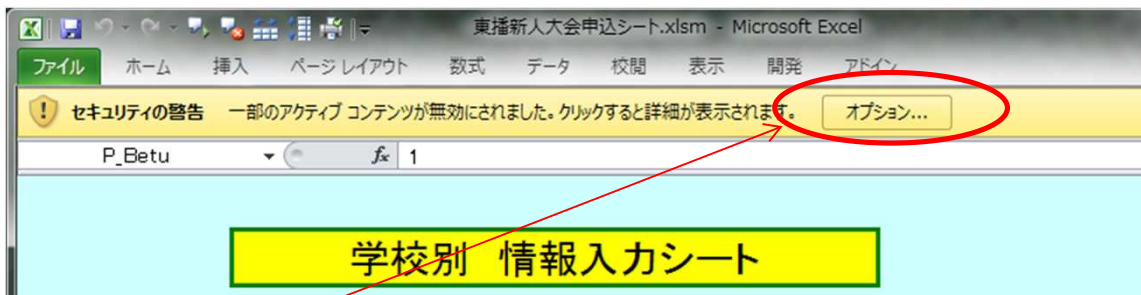 東播新人大会申込シート.xlsm - Microsoft Excel
ファイル ホーム 挿入 ページ レイアウト 数式 データ 校閲 表示 開発 アドイン
セキュリティの警告 一部のアクティブ コンテンツが無効にされました。クリックすると詳細が表示されます。 オプション...
P_Betu fx 1
学校別 情報入力シート